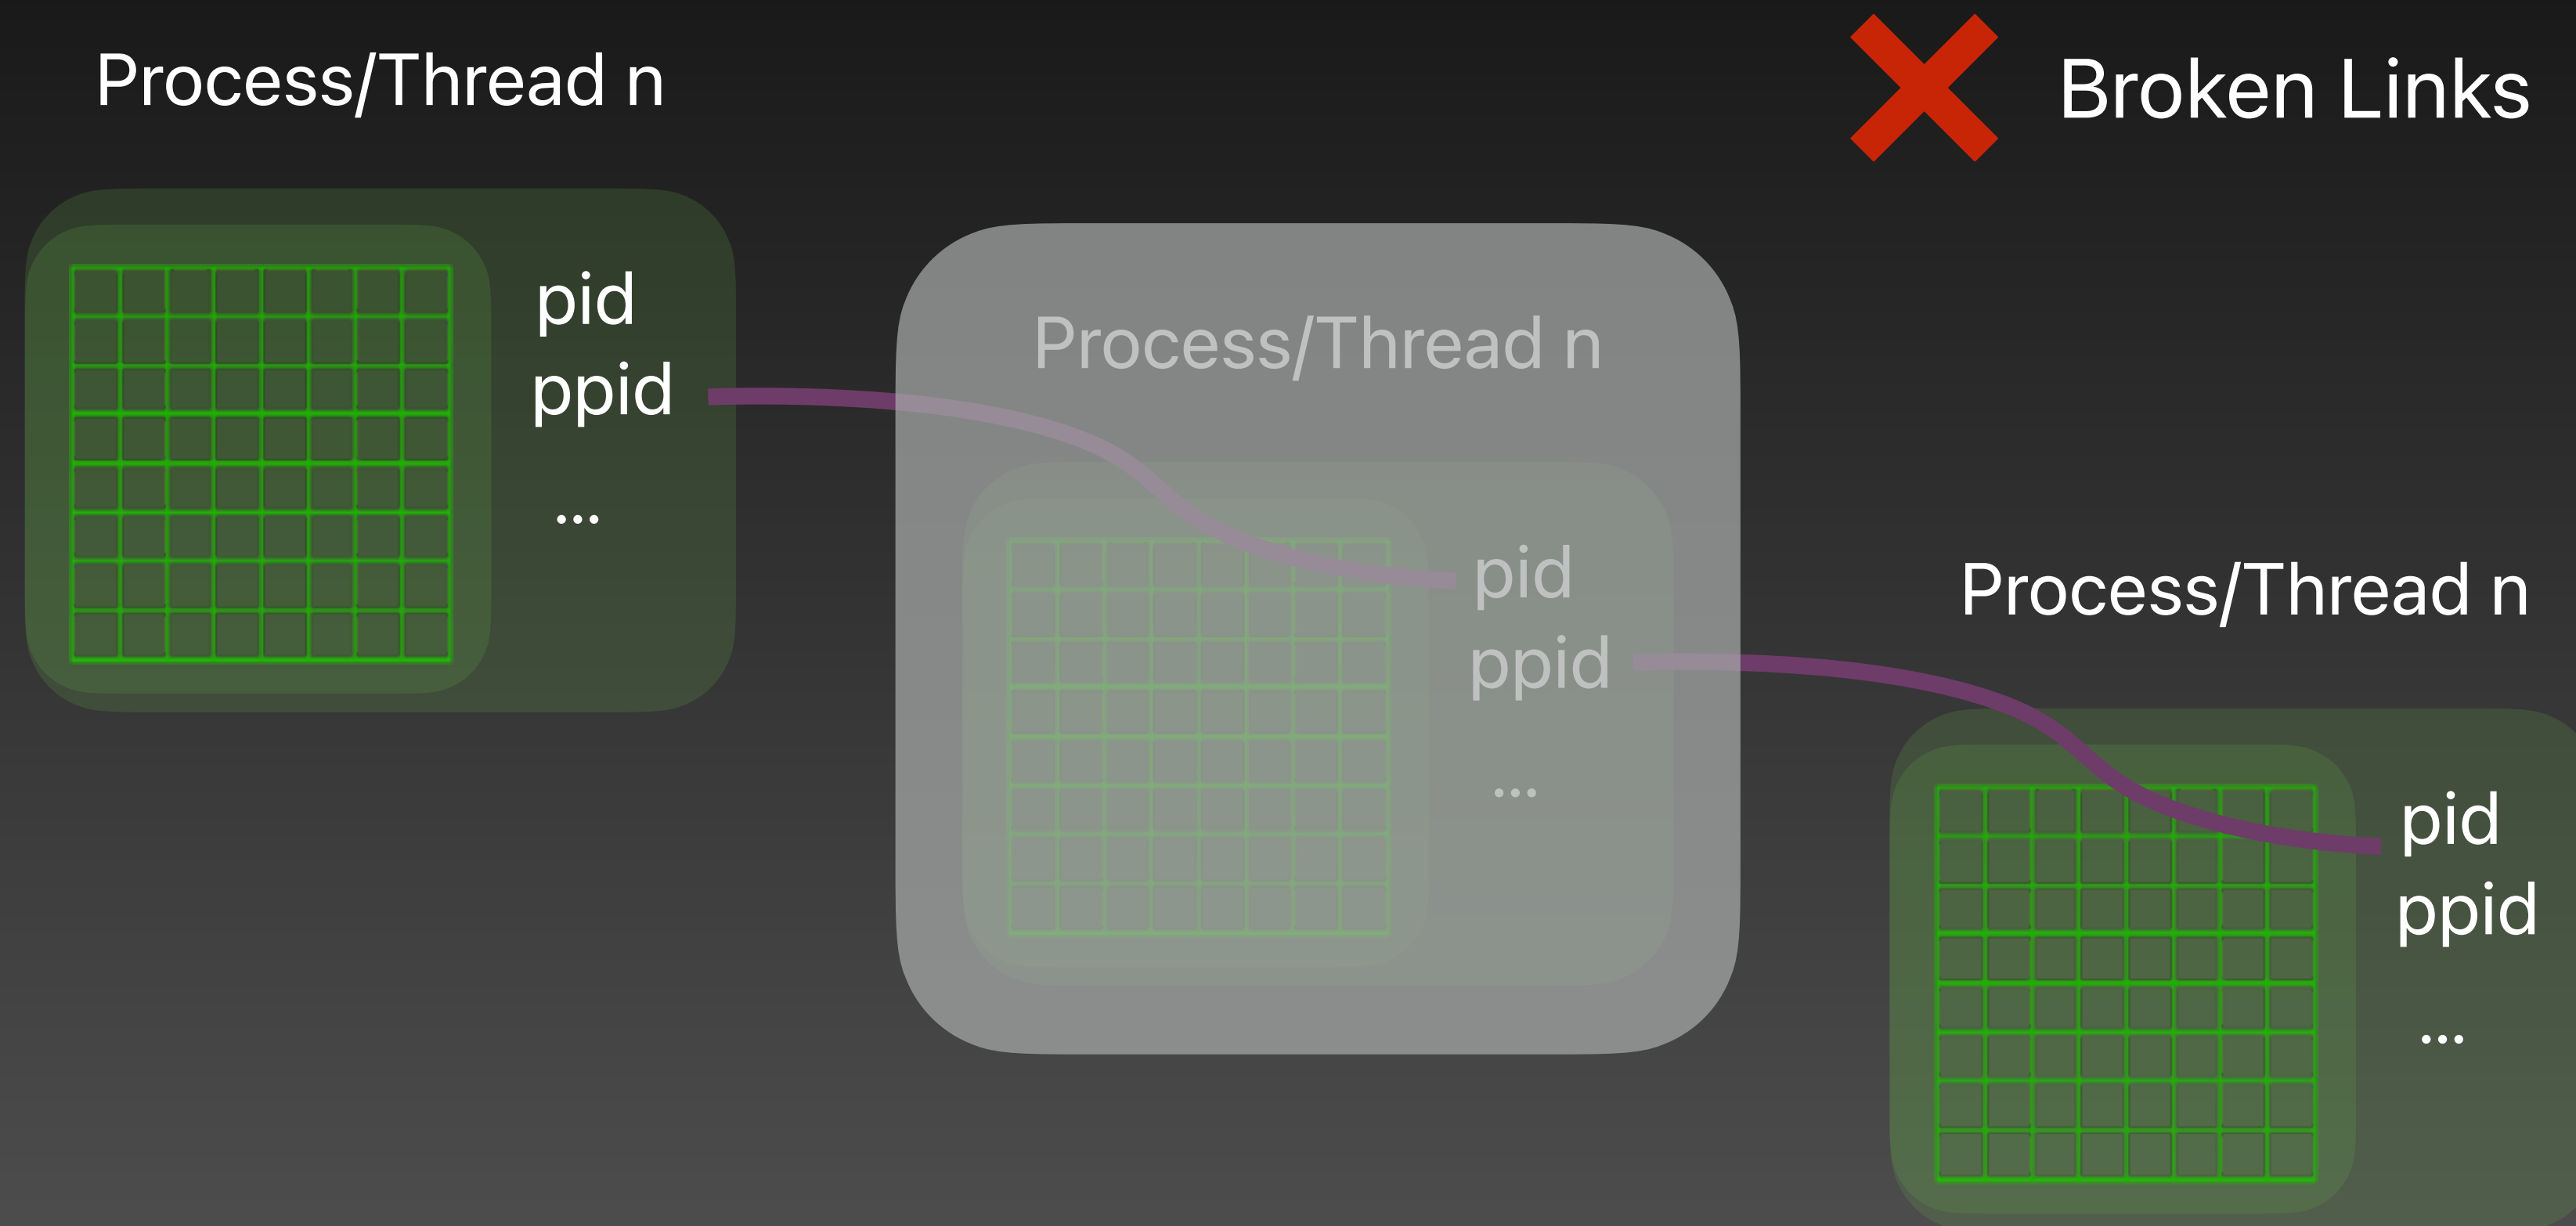 Process/Thread n
Broken Links
pid
ppid
...
Process/Thread n
pid
ppid
...
Process/Thread n
pid
ppid
...